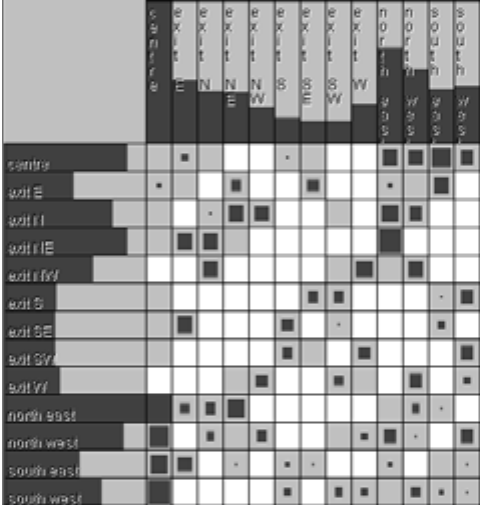 centre
exit E
exit N
exit NE
exit NW
exit S
exit SE
exit SW
exit W
north east
north west
south east
south west
centre
exit E
exit N
exit NE
exit NW
exit S
exit SE
exit SW
exit W
north east
north west
south east
south west